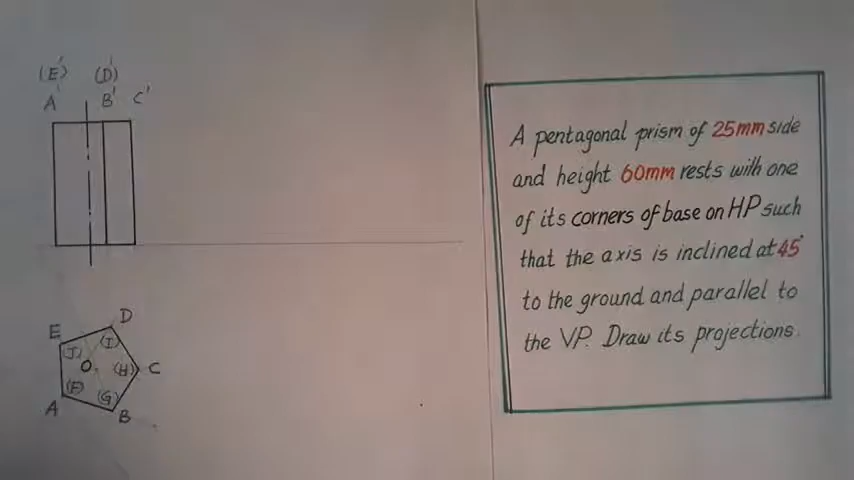 (E') (D')
A' B' C'
E D
(J) (I)
O (H) C
(F) (G)
A B
A pentagonal prism of 25mm side
and height 60mm rests with one
of its corners of base on HP such
that the axis is inclined at 45°
to the ground and parallel to
the VP. Draw its projections.